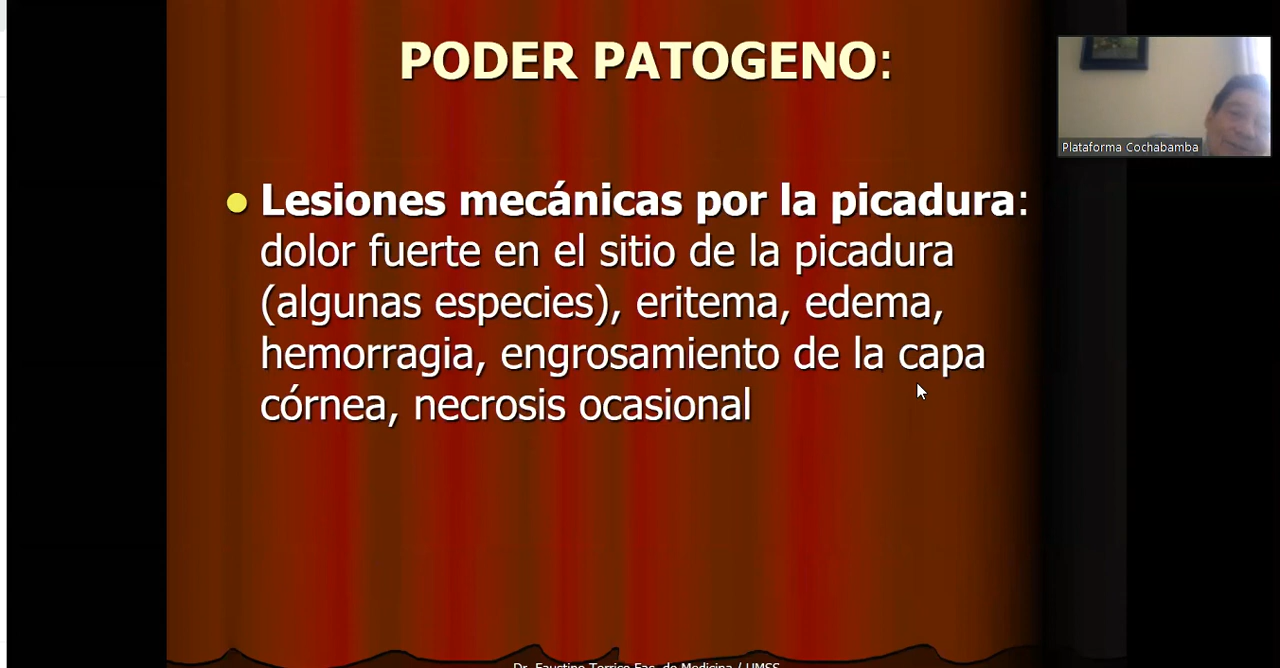 PODER PATOGENO:
Plataforma Cochabamba
Lesiones mecánicas por la picadura:
dolor fuerte en el sitio de la picadura
(algunas especies), eritema, edema,
hemorragia, engrosamiento de la capa
córnea, necrosis ocasional
Dr. Faustino Torrico Fac. de Medicina / UMSS